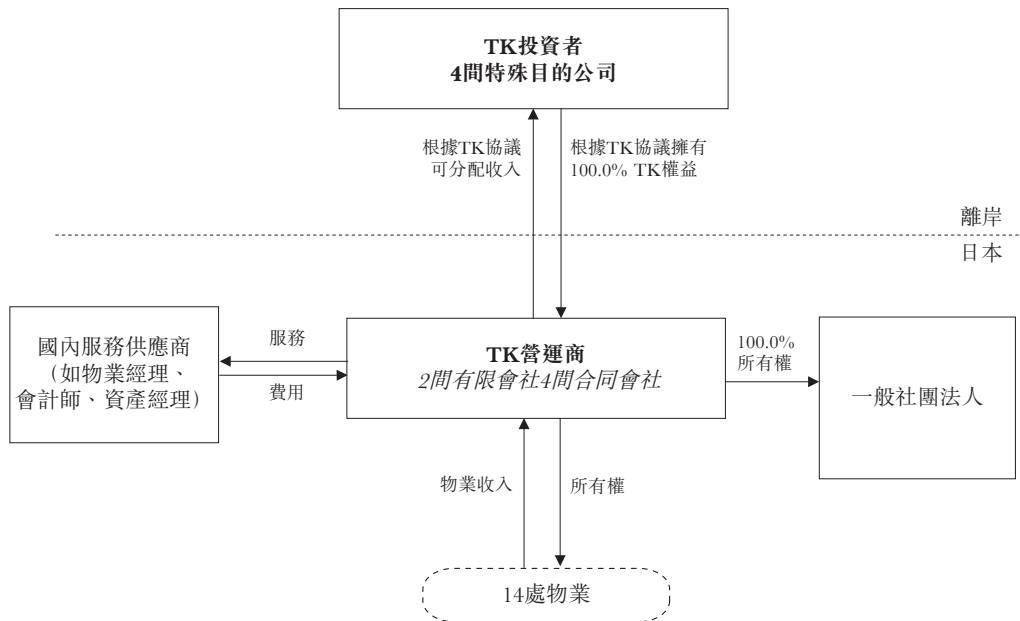 TK投資者
4間特殊目的公司
根據TK協議
可分配收入
根據TK協議擁有
100.0% TK權益
離岸
日本
國內服務供應商
（如物業經理、
會計師、資產經理）
服務
費用
TK營運商
2間有限會社4間合同會社
100.0%
所有權
一般社團法人
物業收入
所有權
14處物業